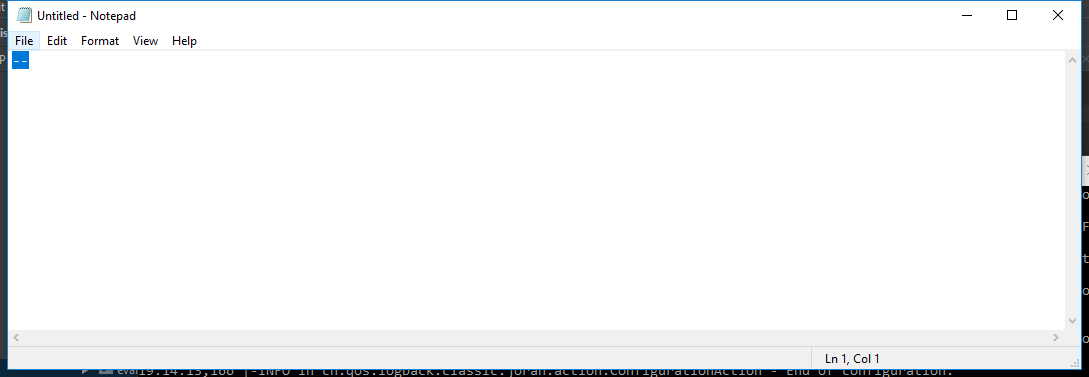 Untitled - Notepad
File Edit Format View Help
--
Ln 1, Col 1
19:14:13,166 |-INFO in ch.qos.logback.classic.joran.action.ConfigurationAction - End of configuration.